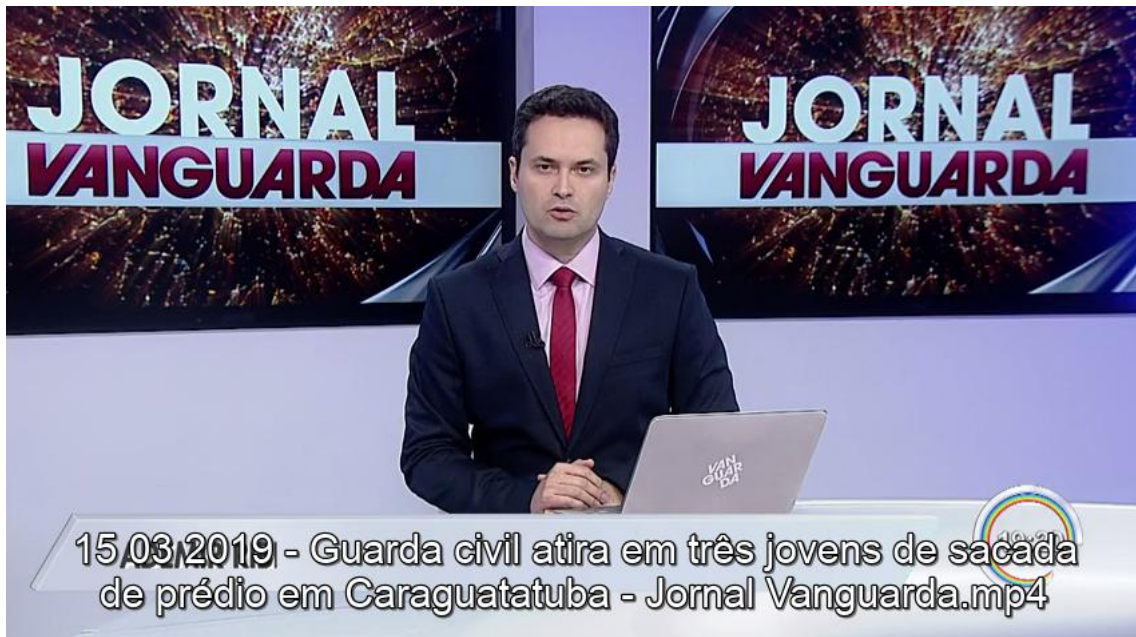 JORNAL
VANGUARDA
JORNAL
VANGUARDA
VAN
GUAR
DA
15.03.2019 - Guarda civil atira em três jovens de sacada
de prédio em Caraguatatuba - Jornal Vanguarda.mp4